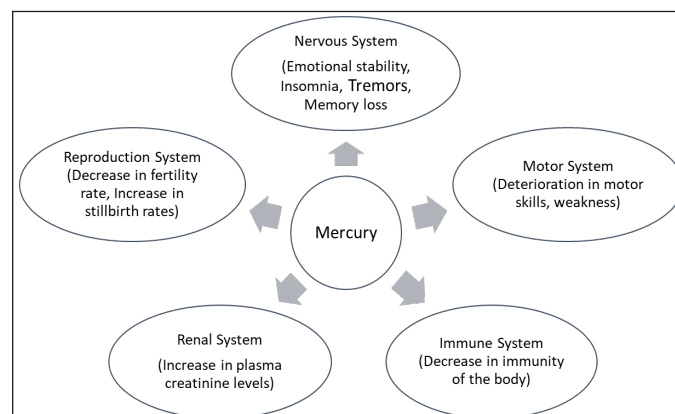 Nervous System
(Emotional stability,
Insomnia, Tremors,
Memory loss
Reproduction System
(Decrease in fertility
rate, Increase in
stillbirth rates)
Motor System
(Deterioration in motor
skills, weakness)
Mercury
Renal System
(Increase in plasma
creatinine levels)
Immune System
(Decrease in immunity
of the body)